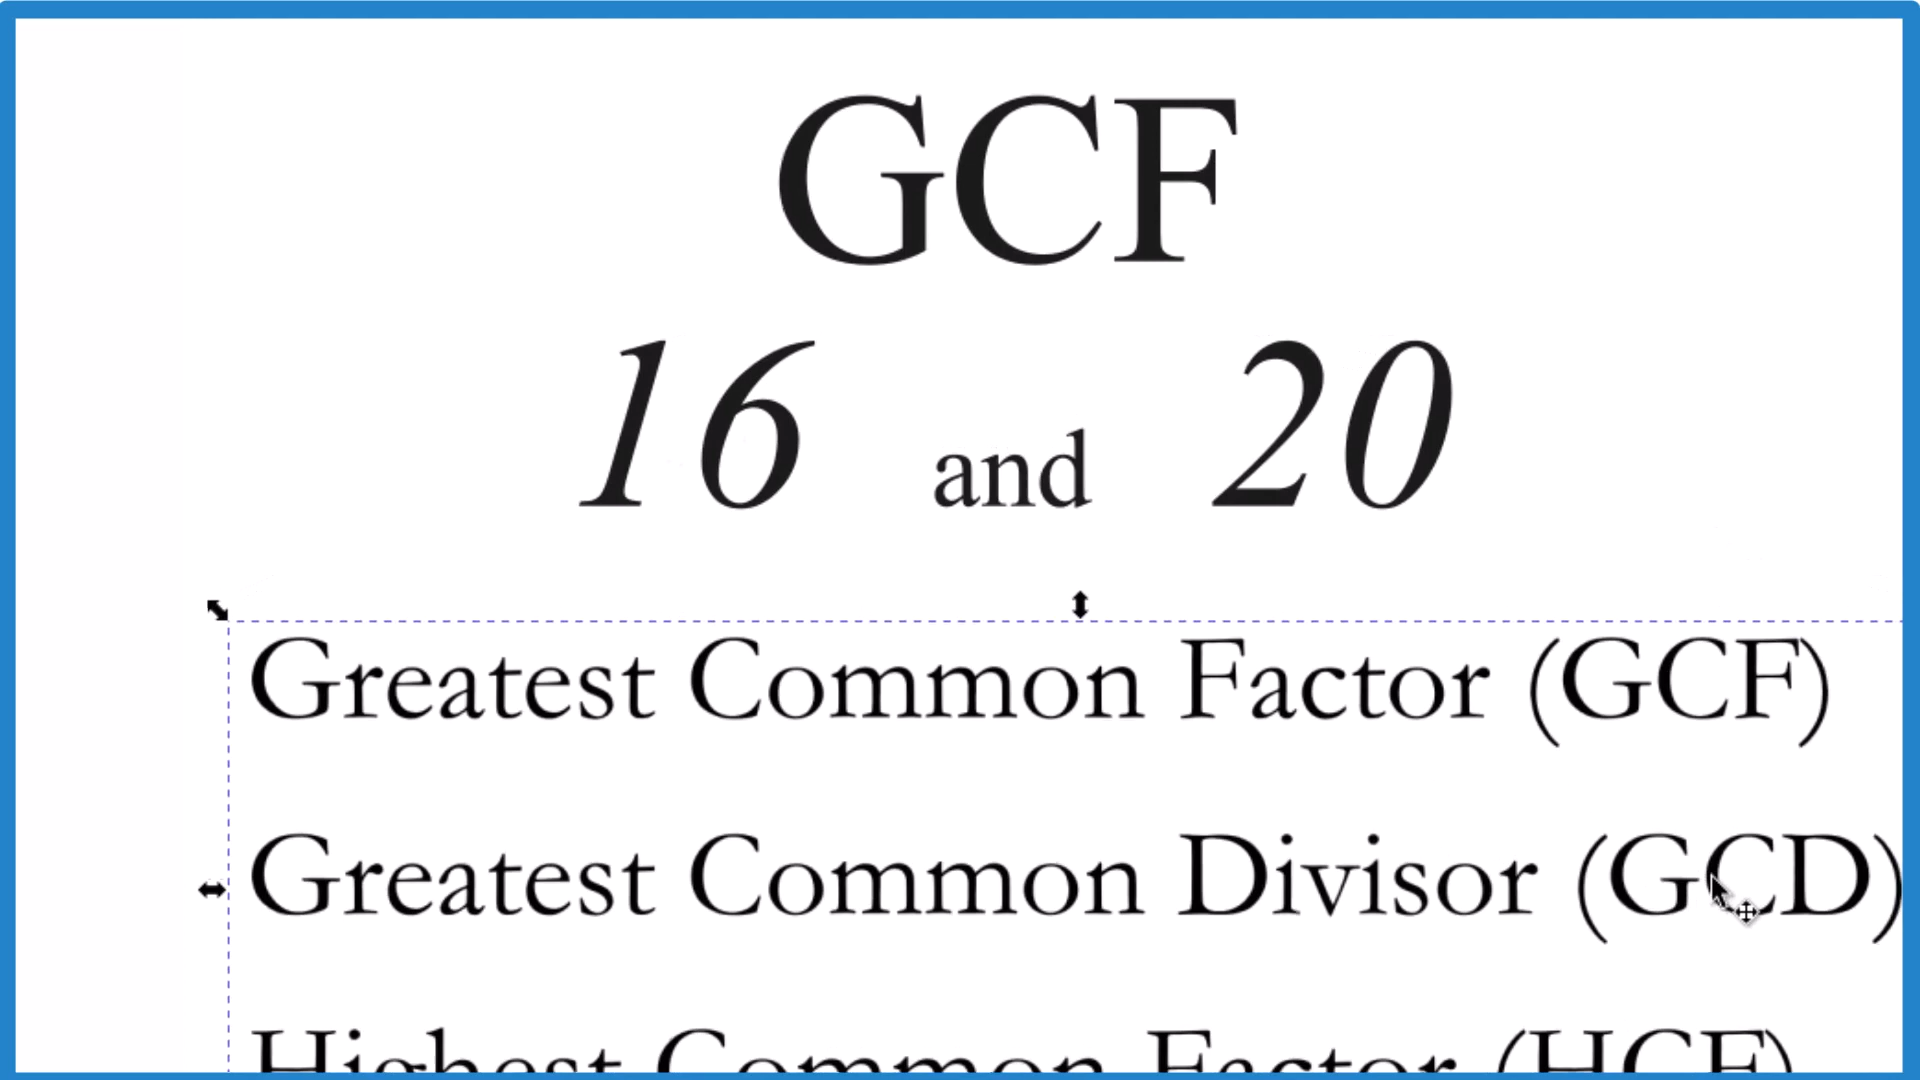 GCF
16 and 20
Greatest Common Factor (GCF)
Greatest Common Divisor (GCD)
Highest Common Factor (HCF)